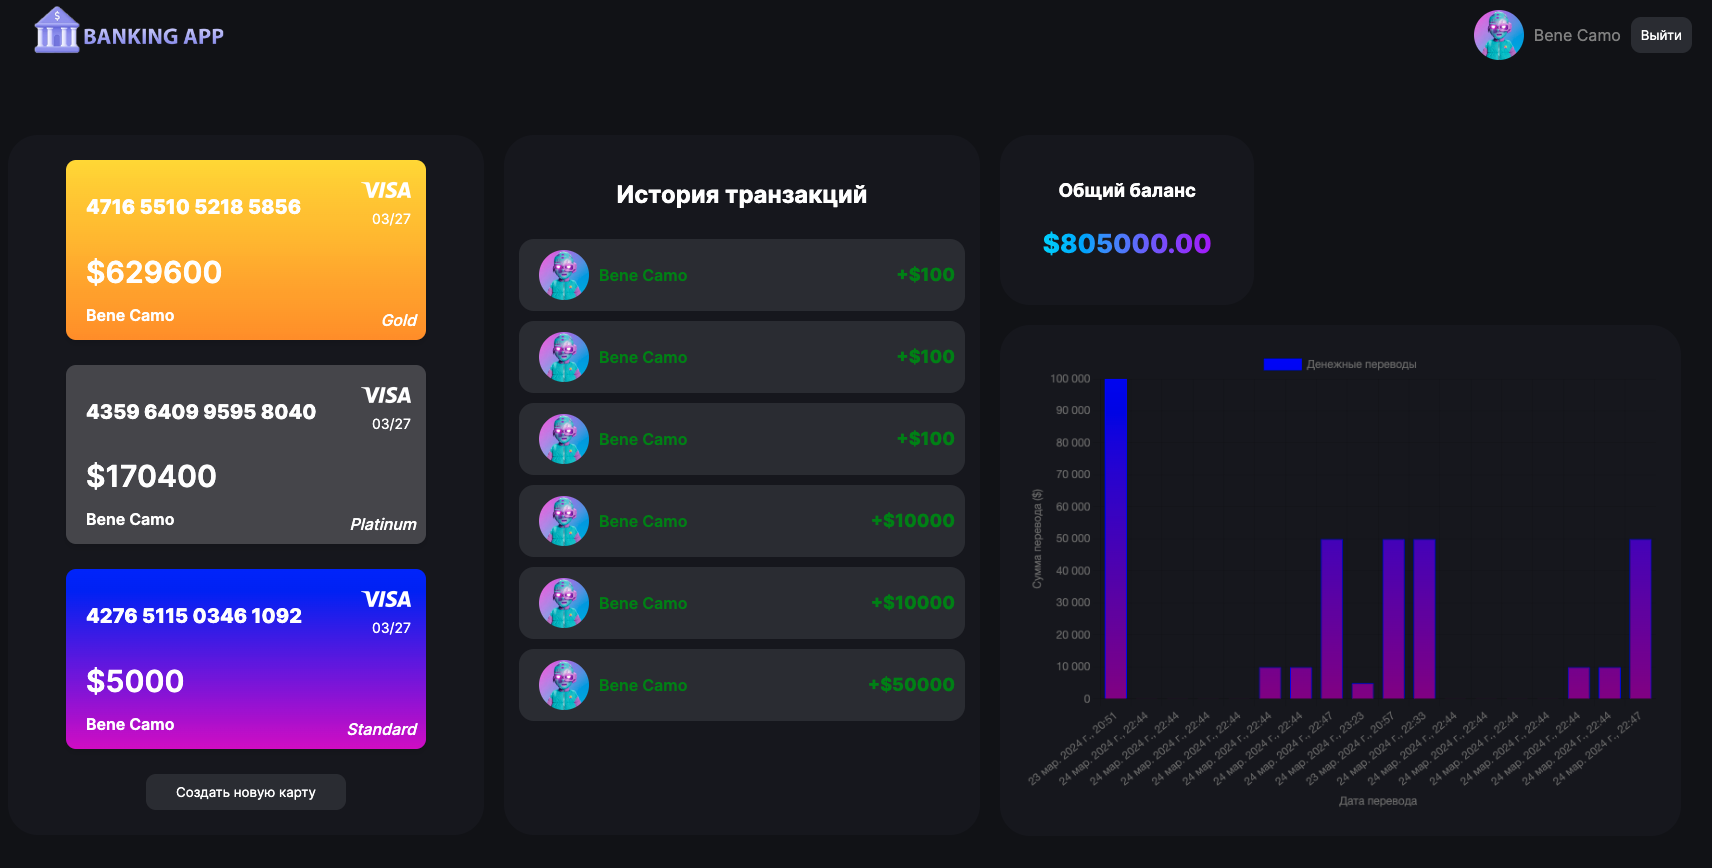 $
BANKING APP
Bene Camo
Выйти
VISA
4716 5510 5218 5856
03/27
$629600
Bene Camo
Gold
VISA
4359 6409 9595 8040
03/27
$170400
Bene Camo
Platinum
VISA
4276 5115 0346 1092
03/27
$5000
Bene Camo
Standard
Создать новую карту
История транзакций
Bene Camo +$100
Bene Camo +$100
Bene Camo +$100
Bene Camo +$10000
Bene Camo +$10000
Bene Camo +$50000
Общий баланс
$805000.00
Денежные переводы
100 000
90 000
80 000
70 000
60 000
50 000
40 000
30 000
20 000
10 000
0
Сумма перевода ($)
23 мар. 2024 г., 20:51
24 мар. 2024 г., 22:44
24 мар. 2024 г., 22:44
24 мар. 2024 г., 22:44
24 мар. 2024 г., 22:44
24 мар. 2024 г., 22:44
24 мар. 2024 г., 22:44
24 мар. 2024 г., 22:47
24 мар. 2024 г., 23:23
23 мар. 2024 г., 20:57
24 мар. 2024 г., 22:33
24 мар. 2024 г., 22:44
24 мар. 2024 г., 22:44
24 мар. 2024 г., 22:44
24 мар. 2024 г., 22:44
24 мар. 2024 г., 22:44
24 мар. 2024 г., 22:44
24 мар. 2024 г., 22:47
Дата перевода